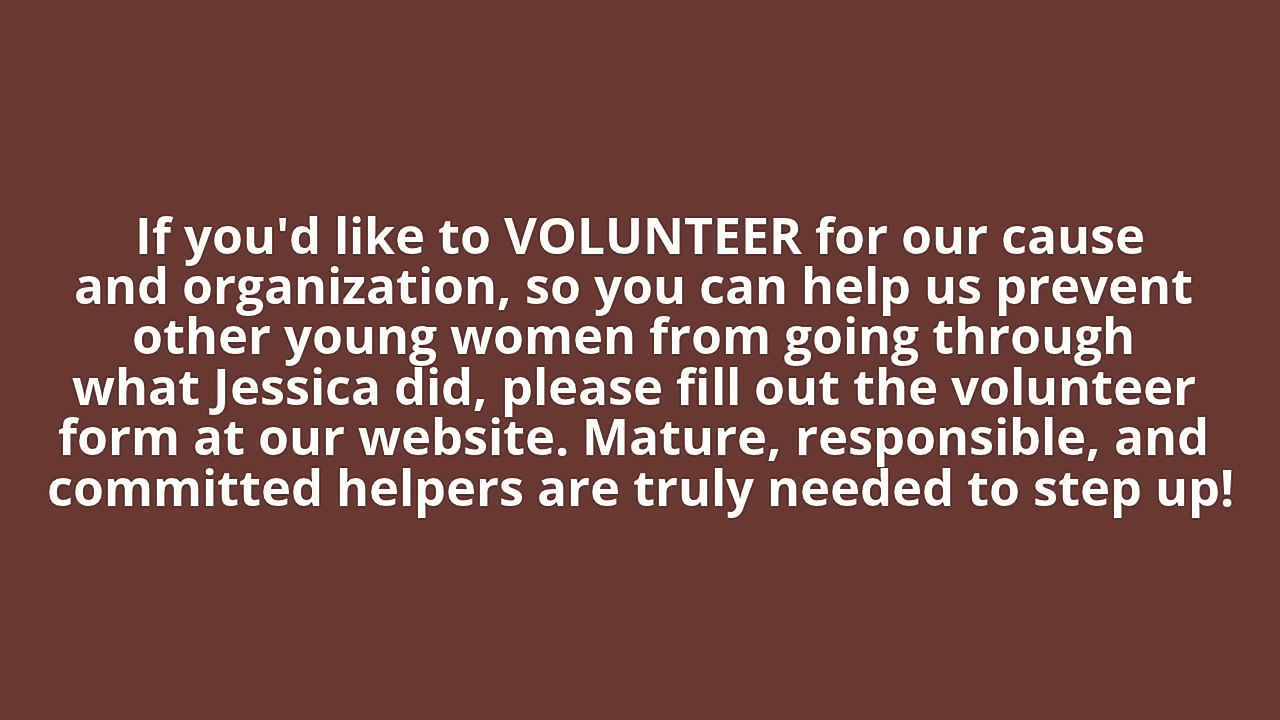 If you'd like to VOLUNTEER for our cause
and organization, so you can help us prevent
other young women from going through
what Jessica did, please fill out the volunteer
form at our website. Mature, responsible, and
committed helpers are truly needed to step up!